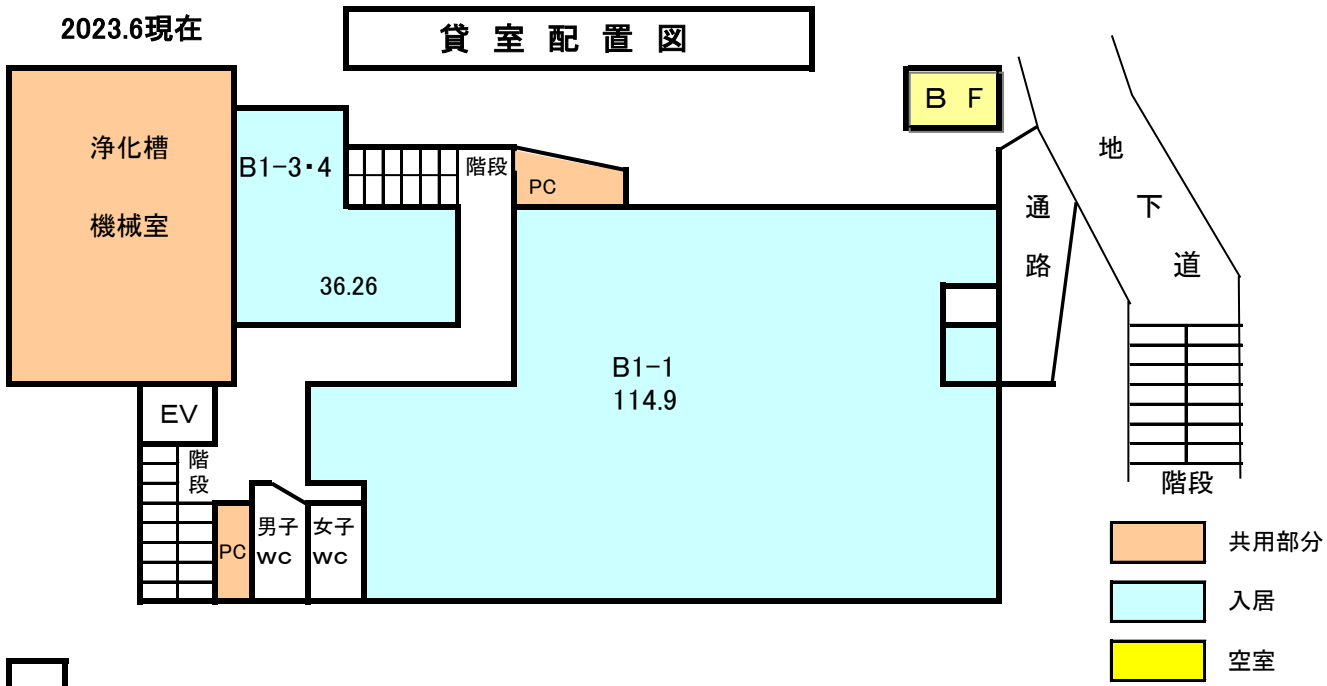 2023.6現在
貸室配置図
B F
浄化槽
機械室
B1-3・4
36.26
階段
PC
通路
地下道
B1-1
114.9
EV
階段
PC
男子
WC
女子
WC
階段
共用部分
入居
空室